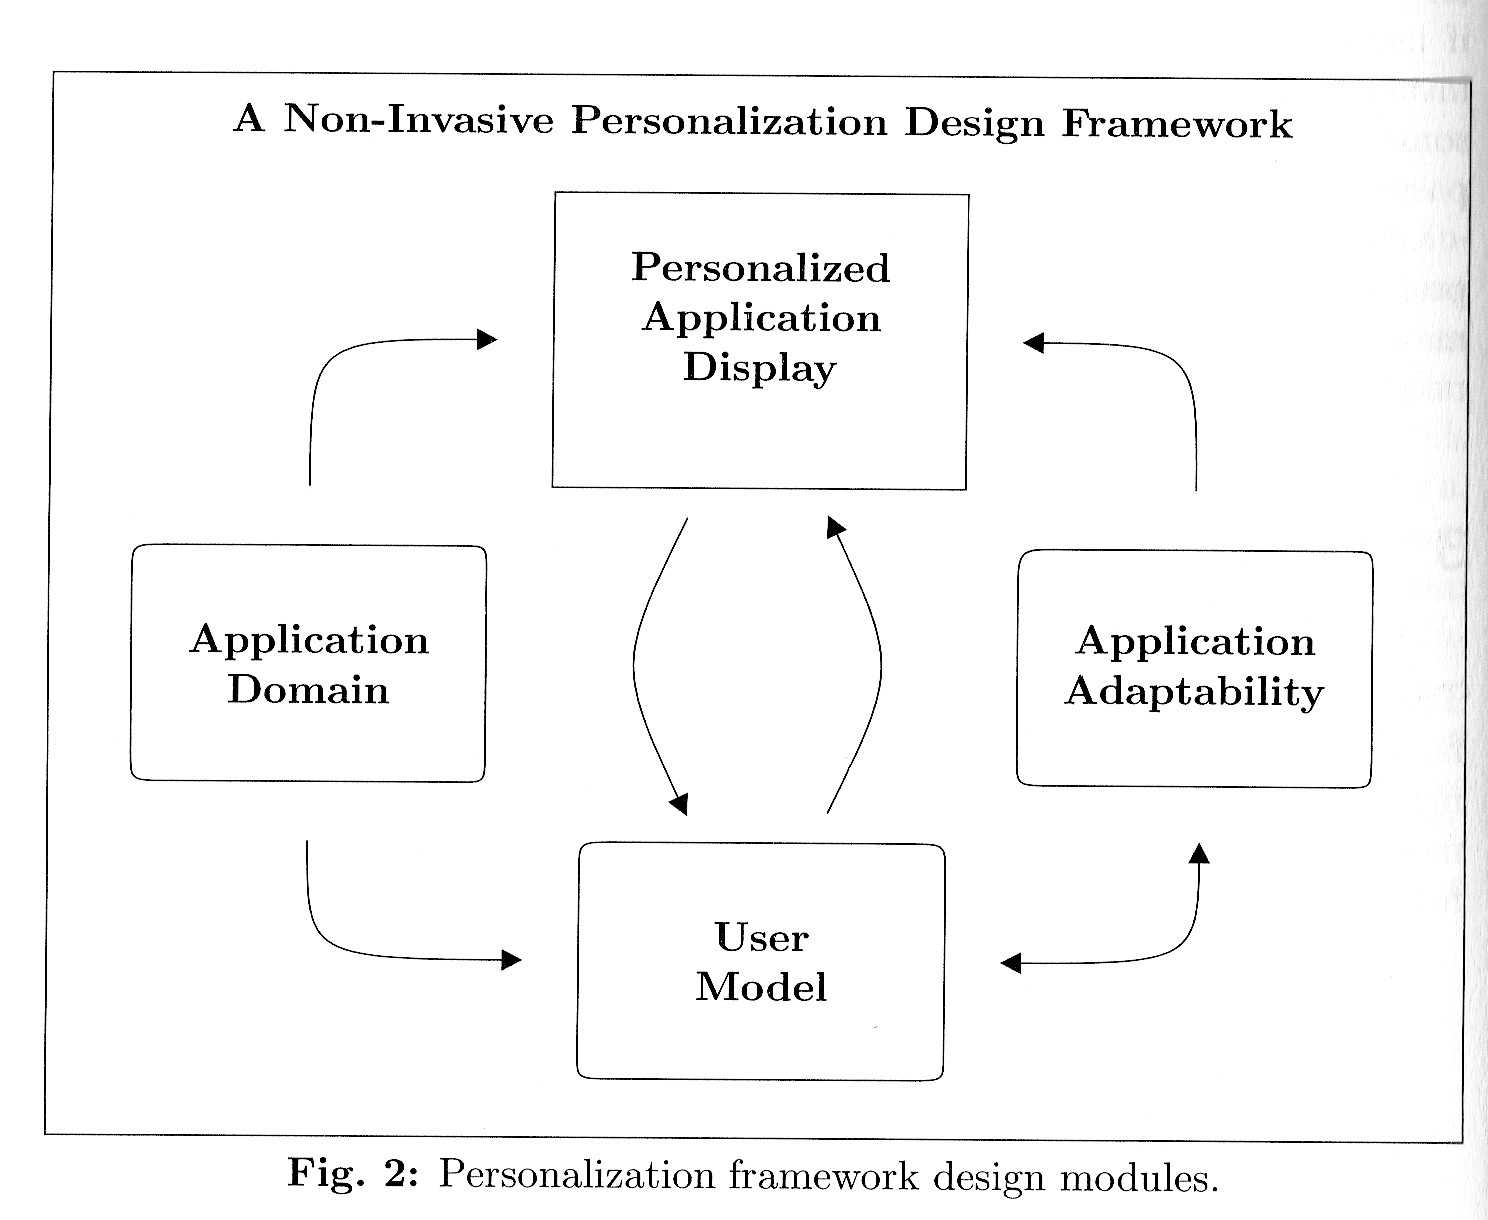 A Non-Invasive Personalization Design Framework
Personalized
Application
Display
Application
Domain
Application
Adaptability
User
Model
Fig. 2: Personalization framework design modules.